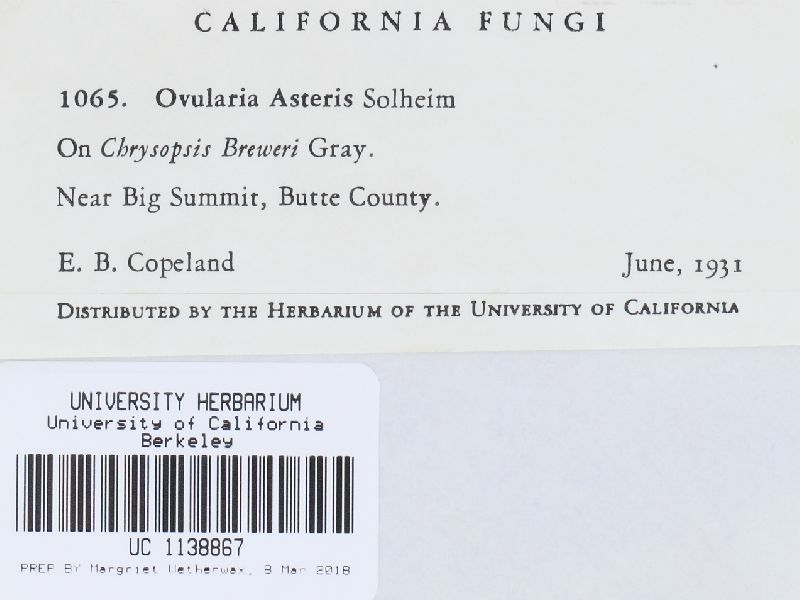 CALIFORNIA FUNGI
1065. Ovularia Asteris Solheim
On Chrysopsis Breweri Gray.
Near Big Summit, Butte County.
E. B. Copeland June, 1931
Distributed by the Herbarium of the University of California
UNIVERSITY HERBARIUM
University of California
Berkeley
UC 1138867
PREP BY Margriet Wetherwax, 8 Mar 2018